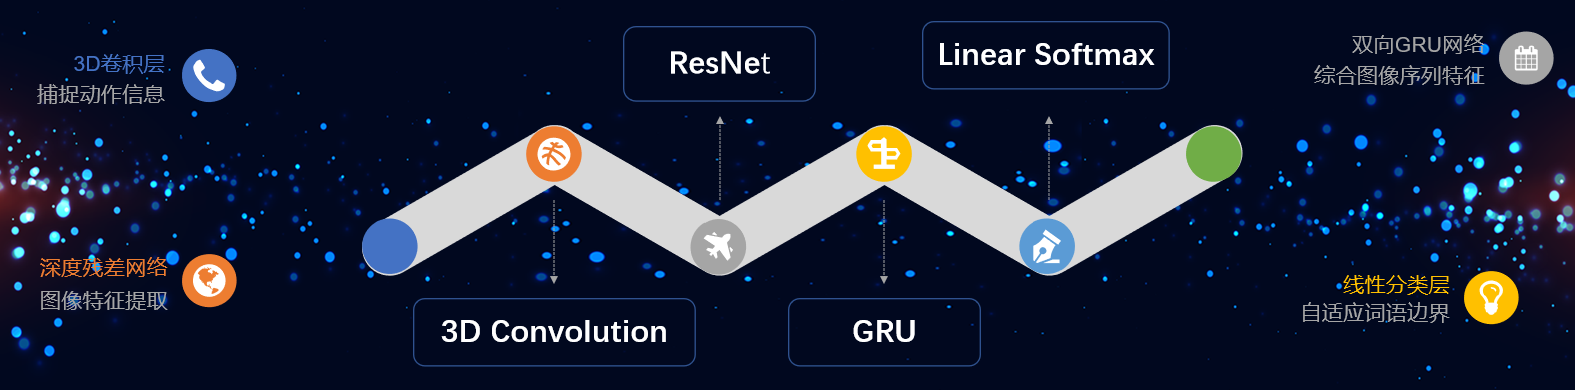 3D卷积层
捕捉动作信息
深度残差网络
图像特征提取
3D Convolution
ResNet
GRU
Linear Softmax
双向GRU网络
综合图像序列特征
线性分类层
自适应词语边界